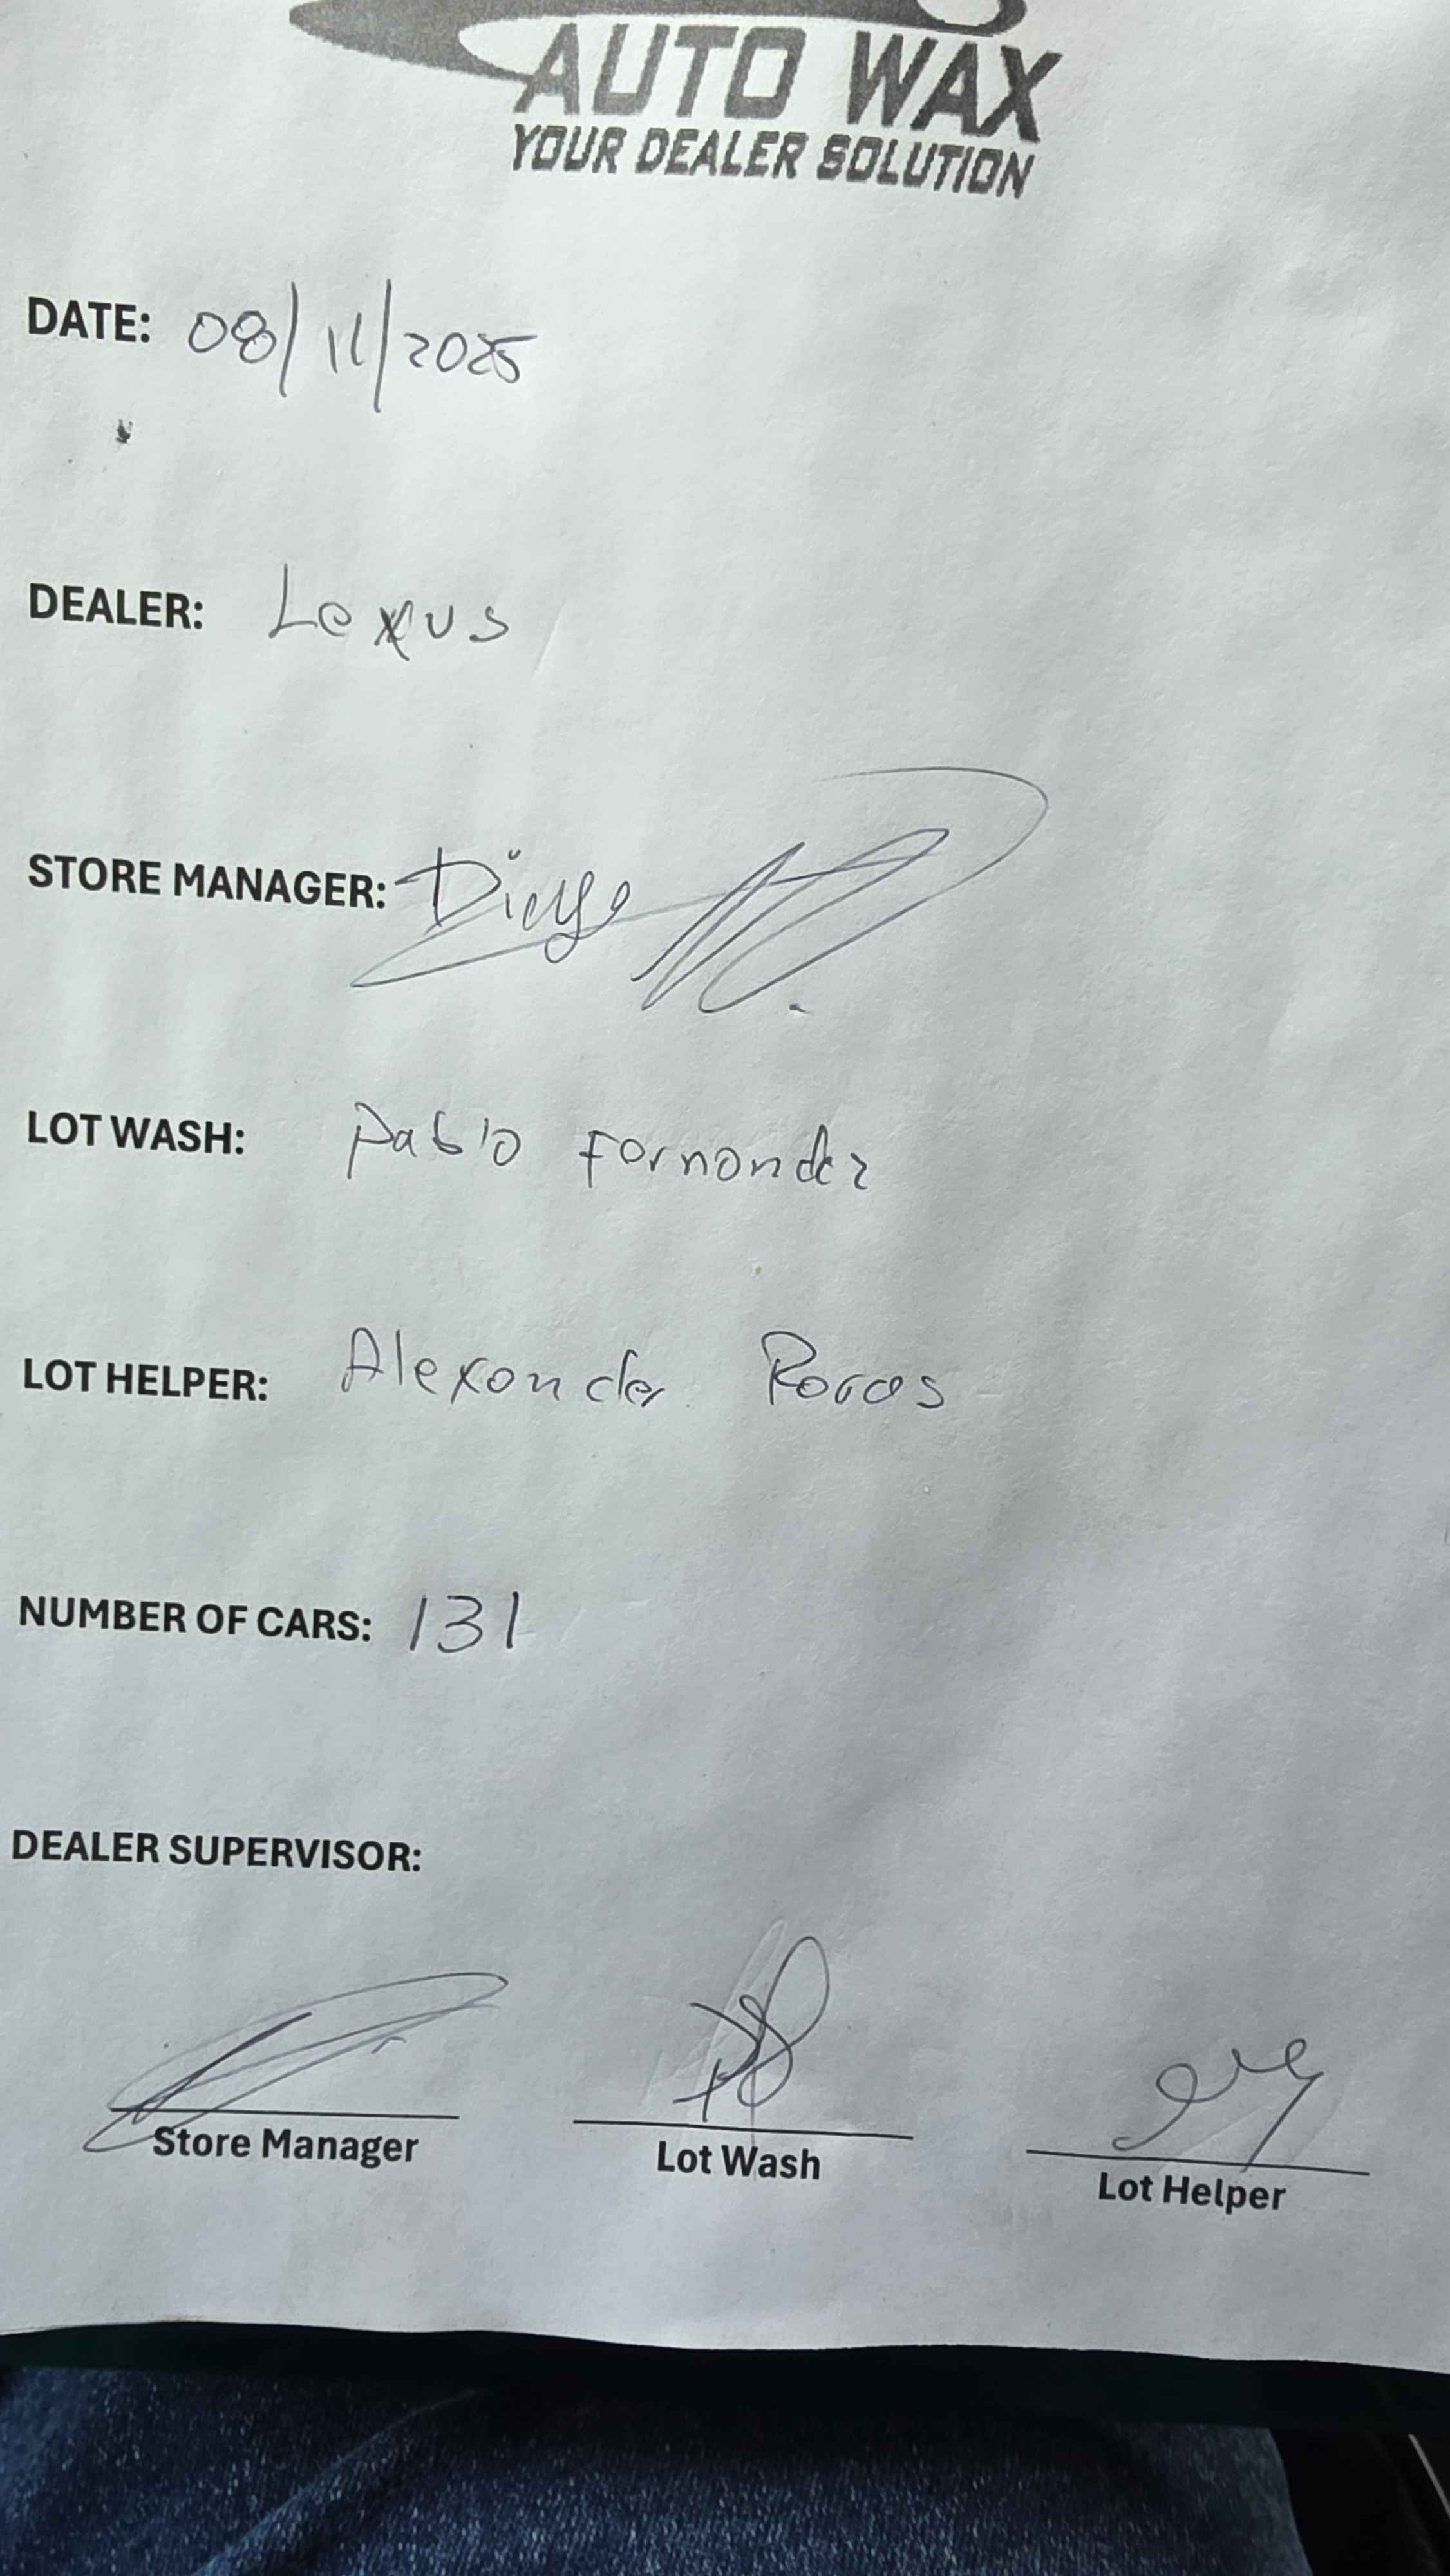 AUTO WAX
YOUR DEALER SOLUTION
DATE: 08/11/2025
DEALER: Lexus
STORE MANAGER: Diego
LOT WASH: Pablo Fernandez
LOT HELPER: Alexander
NUMBER OF CARS: 131
DEALER SUPERVISOR:
Store Manager
Lot Wash
Lot Helper